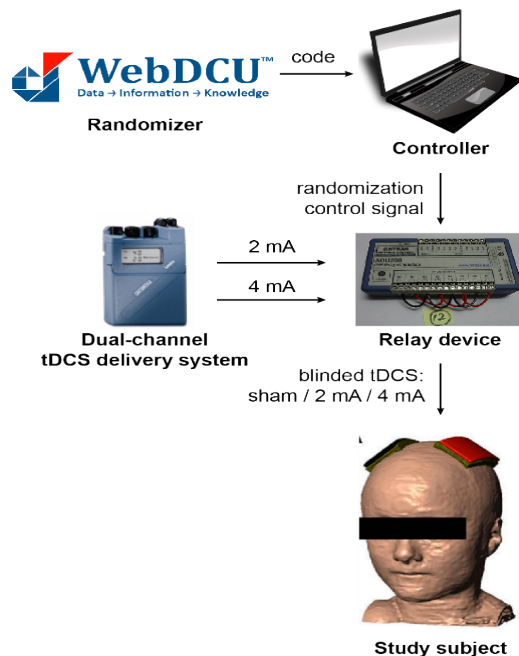 WebDCU™
Data → Information → Knowledge
code
Randomizer
Controller
randomization
control signal
2 mA
4 mA
Dual-channel
tDCS delivery system
12
Relay device
blinded tDCS:
sham / 2 mA / 4 mA
Study subject